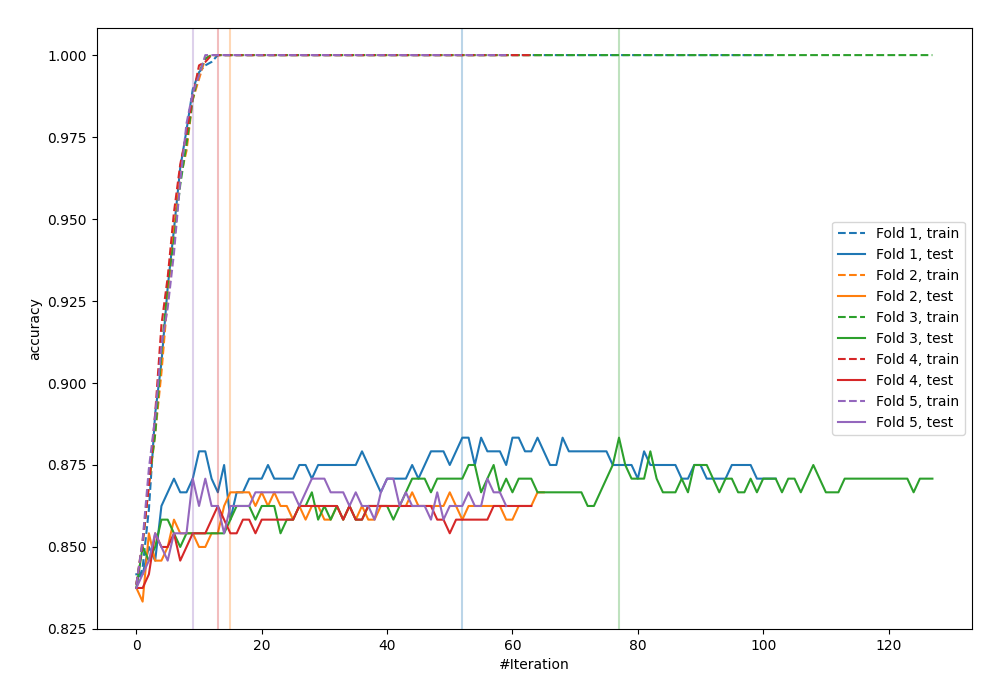 1.000
0.975
0.950
0.925
0.900
0.875
0.850
0.825
accuracy
0
20
40
60
80
100
120
#Iteration
Fold 1, train
Fold 1, test
Fold 2, train
Fold 2, test
Fold 3, train
Fold 3, test
Fold 4, train
Fold 4, test
Fold 5, train
Fold 5, test